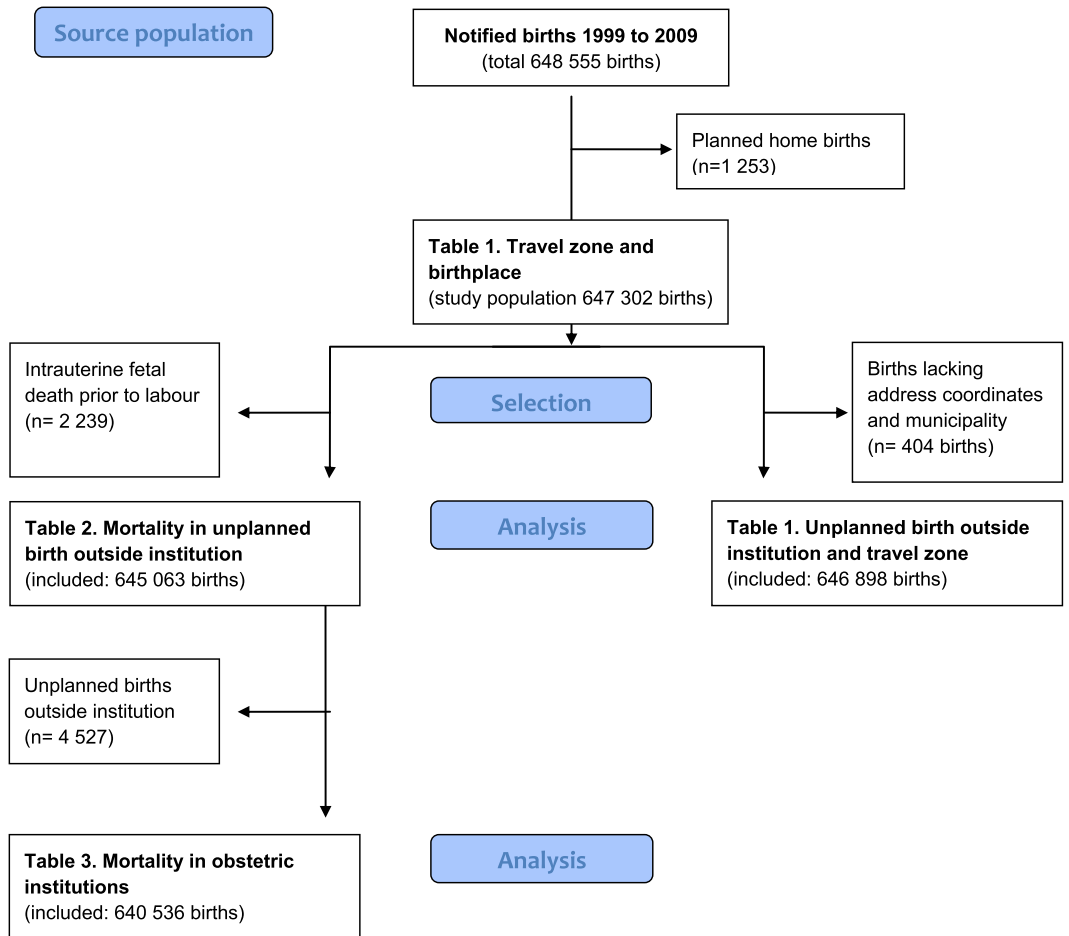 Source population
Notified births 1999 to 2009
(total 648 555 births)
Planned home births
(n=1 253)
Table 1. Travel zone and
birthplace
(study population 647 302 births)
Intrauterine fetal
death prior to labour
(n= 2 239)
Selection
Births lacking
address coordinates
and municipality
(n= 404 births)
Table 2. Mortality in unplanned
birth outside institution
(included: 645 063 births)
Analysis
Table 1. Unplanned birth outside
institution and travel zone
(included: 646 898 births)
Unplanned births
outside institution
(n= 4 527)
Table 3. Mortality in obstetric
institutions
(included: 640 536 births)
Analysis